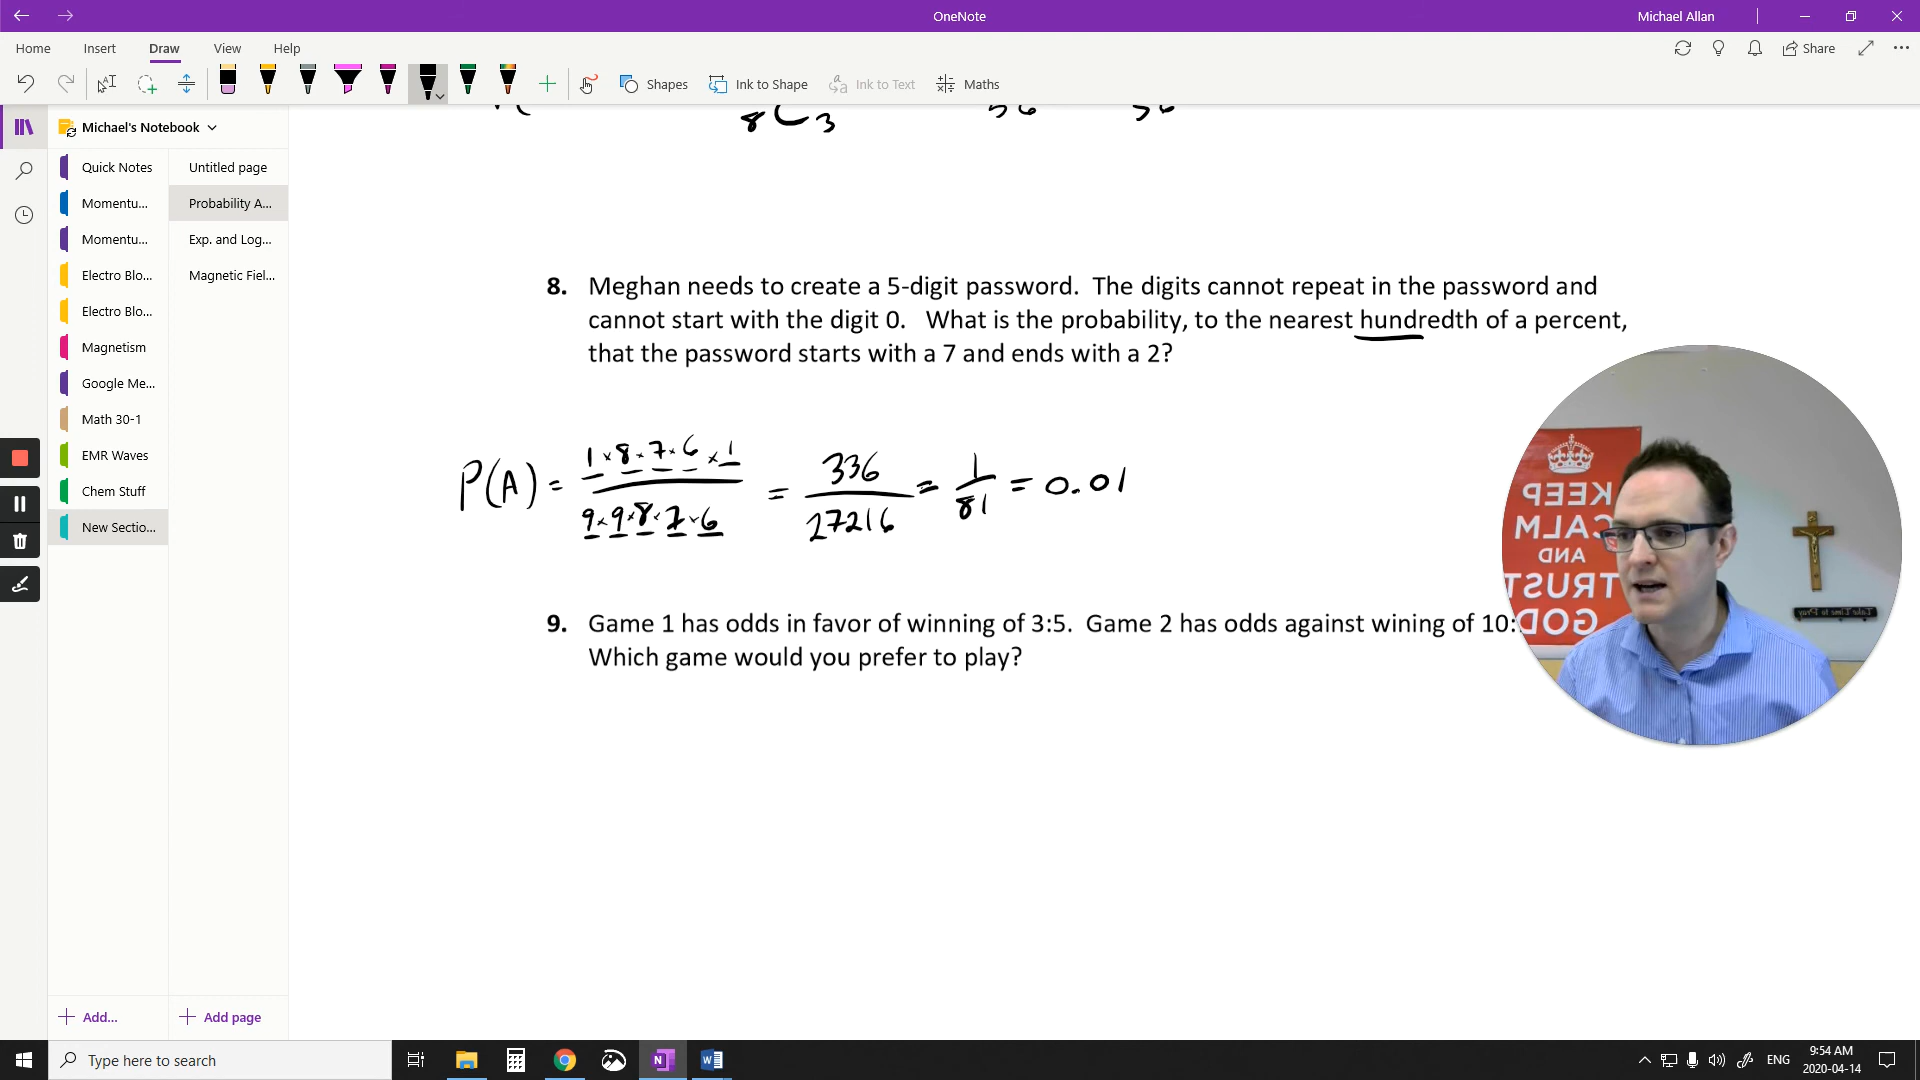 OneNote
Michael Allan
Home Insert Draw View Help
Share
Shapes Ink to Shape Ink to Text Maths
Michael's Notebook
Quick Notes
Momentu...
Momentu...
Electro Blo...
Electro Blo...
Magnetism
Google Me...
Math 30-1
EMR Waves
Chem Stuff
New Sectio...
Add...
Untitled page
Probability A...
Exp. and Log...
Magnetic Fiel...
Add page
8C3 56 56
8. Meghan needs to create a 5-digit password. The digits cannot repeat in the password and
cannot start with the digit 0. What is the probability, to the nearest hundredth of a percent,
that the password starts with a 7 and ends with a 2?
P(A) = 1×8×7×6×1 / 9×9×8×7×6 = 336 / 27216 = 1 / 81 = 0.01
9. Game 1 has odds in favor of winning of 3:5. Game 2 has odds against wining of 10:
Which game would you prefer to play?
KEEP
CALM
AND
TRUST
GOD
Take Time to Pray
Type here to search
ENG
9:54 AM
2020-04-14